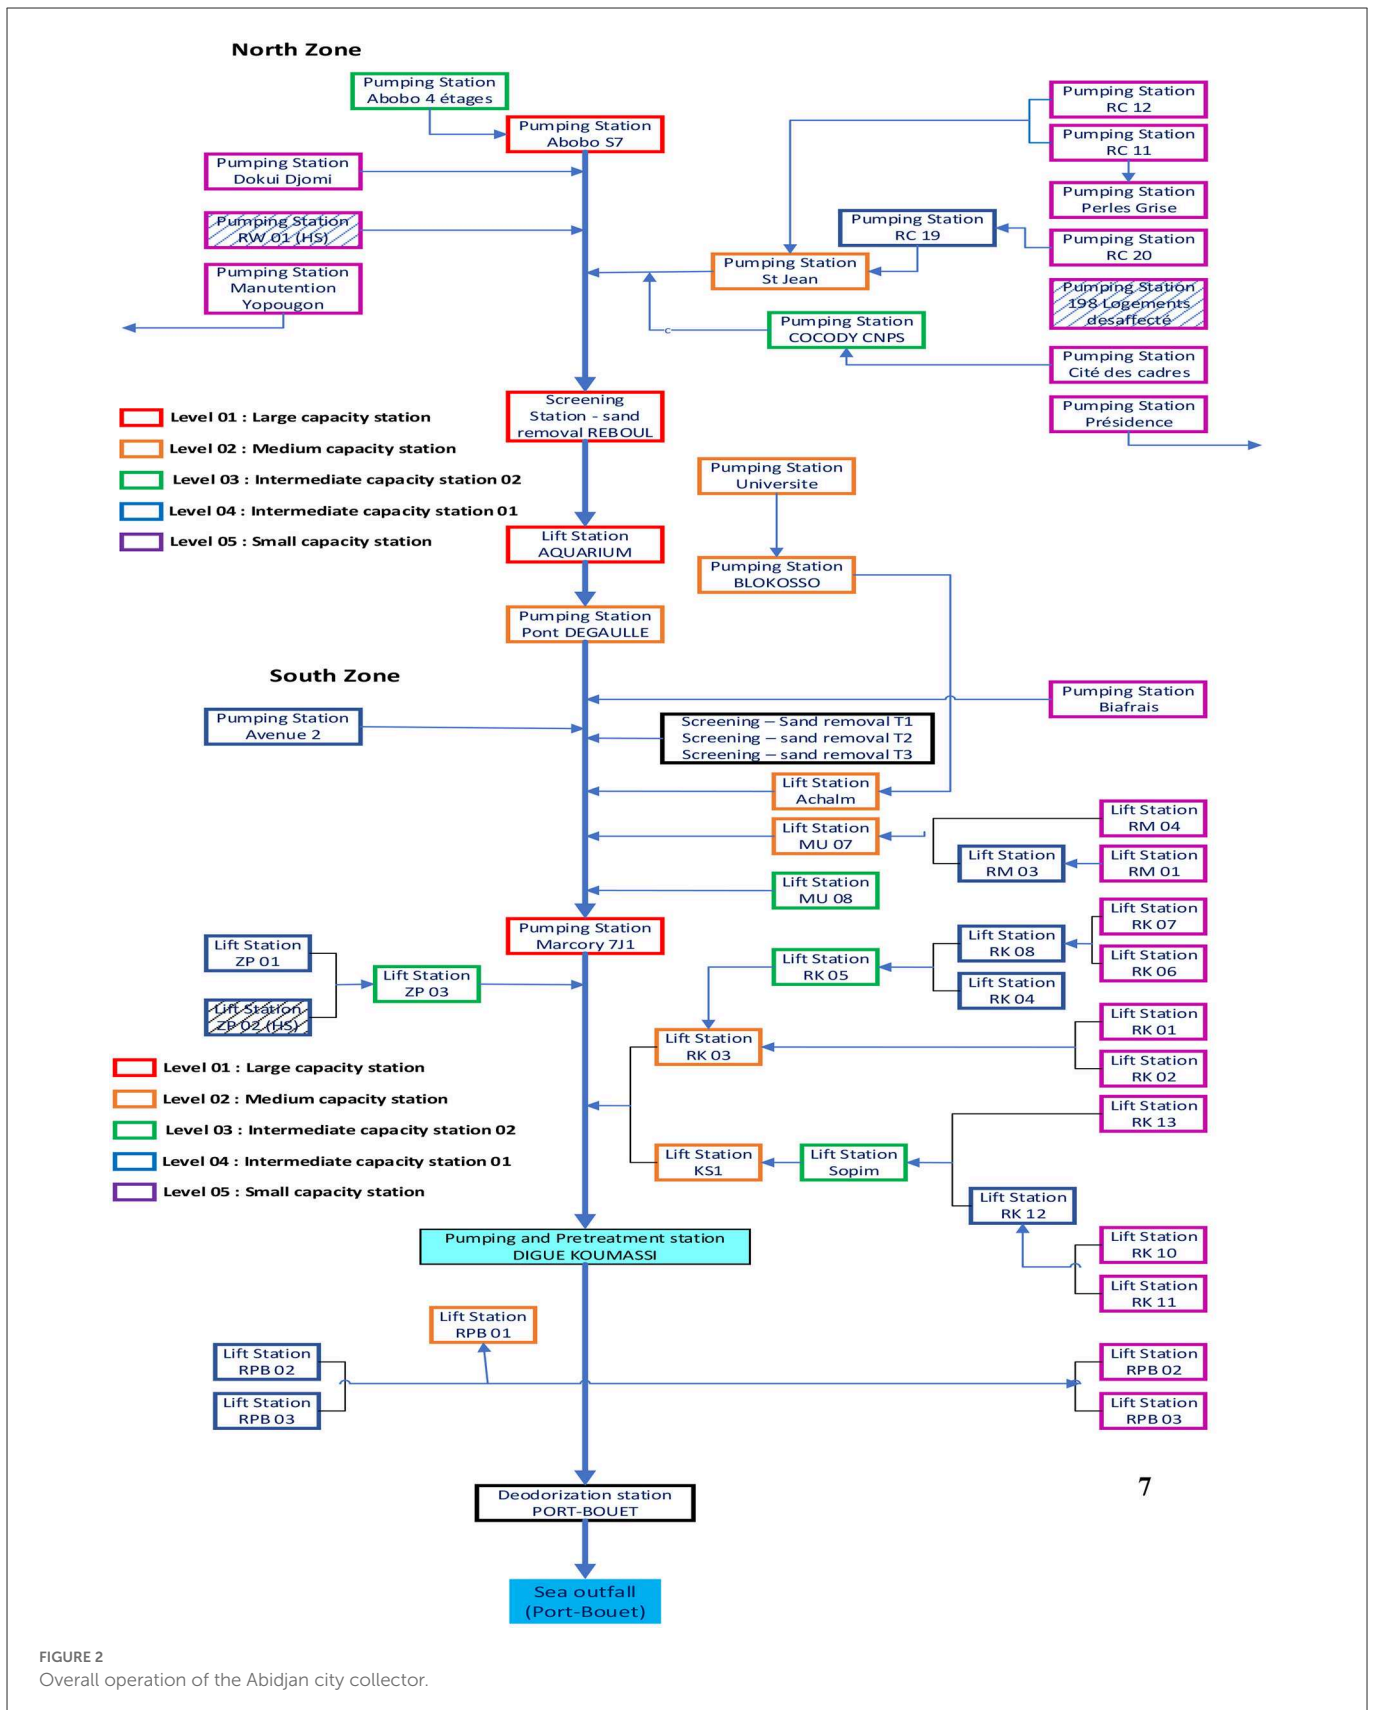 North Zone
Pumping Station
Abobo 4 étages
Pumping Station
Abobo S7
Pumping Station
Dokui Djomi
Pumping Station
RW 01 (HS)
Pumping Station
Manutention
Yopougon
Pumping Station
RC 12
Pumping Station
RC 11
Pumping Station
Perles Grise
Pumping Station
RC 19
Pumping Station
RC 20
Pumping Station
St Jean
Pumping Station
198 Logements
desaffecté
Pumping Station
COCODY CNPS
c
Pumping Station
Cité des cadres
Pumping Station
Présidence
Screening
Station - sand
removal REBOUL
Level 01 : Large capacity station
Level 02 : Medium capacity station
Level 03 : Intermediate capacity station 02
Level 04 : Intermediate capacity station 01
Level 05 : Small capacity station
Pumping Station
Universite
Lift Station
AQUARIUM
Pumping Station
BLOKOSSO
Pumping Station
Pont DEGAULLE
South Zone
Pumping Station
Biafrais
Pumping Station
Avenue 2
Screening – Sand removal T1
Screening – sand removal T2
Screening – sand removal T3
Lift Station
Achalm
Lift Station
MU 07
Lift Station
RM 04
Lift Station
RM 03
Lift Station
RM 01
Lift Station
MU 08
Pumping Station
Marcory 7J1
Lift Station
ZP 01
Lift Station
ZP 03
Lift Station
ZP 02 (HS)
Lift Station
RK 07
Lift Station
RK 08
Lift Station
RK 06
Lift Station
RK 05
Lift Station
RK 04
Lift Station
RK 01
Lift Station
RK 03
Lift Station
RK 02
Lift Station
RK 13
Lift Station
KS1
Lift Station
Sopim
Lift Station
RK 12
Lift Station
RK 10
Lift Station
RK 11
Level 01 : Large capacity station
Level 02 : Medium capacity station
Level 03 : Intermediate capacity station 02
Level 04 : Intermediate capacity station 01
Level 05 : Small capacity station
Pumping and Pretreatment station
DIGUE KOUMASSI
Lift Station
RPB 01
Lift Station
RPB 02
Lift Station
RPB 03
Lift Station
RPB 02
Lift Station
RPB 03
7
Deodorization station
PORT-BOUET
Sea outfall
(Port-Bouet)
FIGURE 2
Overall operation of the Abidjan city collector.